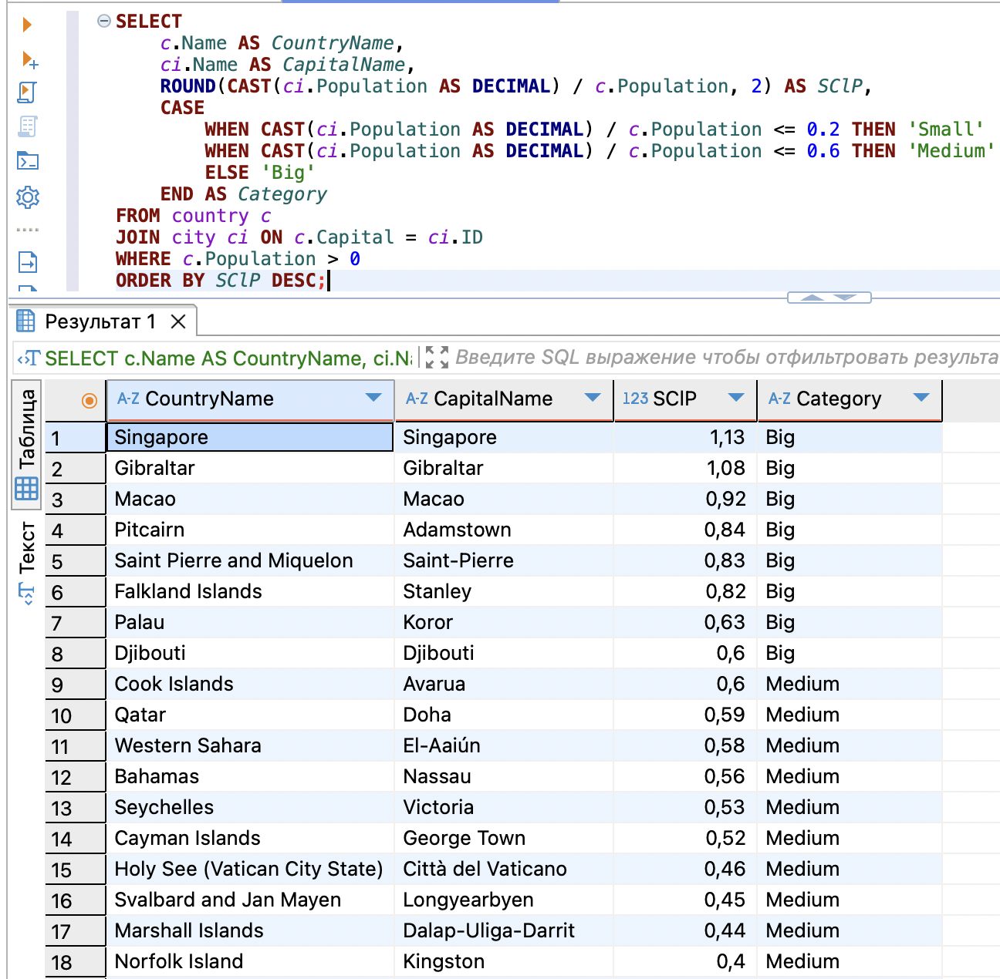 SELECT
c.Name AS CountryName,
ci.Name AS CapitalName,
ROUND(CAST(ci.Population AS DECIMAL) / c.Population, 2) AS SClP,
CASE
WHEN CAST(ci.Population AS DECIMAL) / c.Population <= 0.2 THEN 'Small'
WHEN CAST(ci.Population AS DECIMAL) / c.Population <= 0.6 THEN 'Medium'
ELSE 'Big'
END AS Category
FROM country c
JOIN city ci ON c.Capital = ci.ID
WHERE c.Population > 0
ORDER BY SClP DESC;
Результат 1
SELECT c.Name AS CountryName, ci.Na
Введите SQL выражение чтобы отфильтровать результа
Таблица
Текст
A-Z CountryName A-Z CapitalName 123 SClP A-Z Category
1 Singapore Singapore 1,13 Big
2 Gibraltar Gibraltar 1,08 Big
3 Macao Macao 0,92 Big
4 Pitcairn Adamstown 0,84 Big
5 Saint Pierre and Miquelon Saint-Pierre 0,83 Big
6 Falkland Islands Stanley 0,82 Big
7 Palau Koror 0,63 Big
8 Djibouti Djibouti 0,6 Big
9 Cook Islands Avarua 0,6 Medium
10 Qatar Doha 0,59 Medium
11 Western Sahara El-Aaiún 0,58 Medium
12 Bahamas Nassau 0,56 Medium
13 Seychelles Victoria 0,53 Medium
14 Cayman Islands George Town 0,52 Medium
15 Holy See (Vatican City State) Città del Vaticano 0,46 Medium
16 Svalbard and Jan Mayen Longyearbyen 0,45 Medium
17 Marshall Islands Dalap-Uliga-Darrit 0,44 Medium
18 Norfolk Island Kingston 0,4 Medium